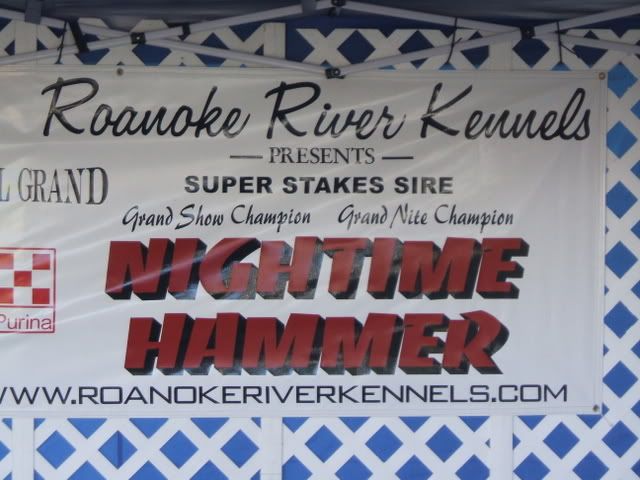 Roanoke River Kennels
PRESENTS
L GRAND
SUPER STAKES SIRE
Grand Show Champion Grand Nite Champion
NIGHTIME
HAMMER
Purina
WWW.ROANOKERIVERKENNELS.COM